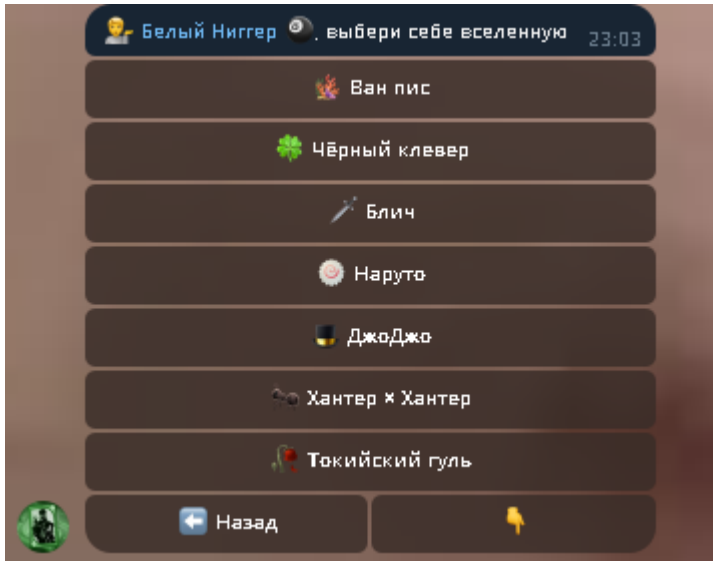 Белый Ниггер 🎱, выбери себе вселенную 23:03
Ван пис
Чёрный клевер
Блич
Наруто
ДжоДжо
Хантер × Хантер
Токийский гуль
Назад